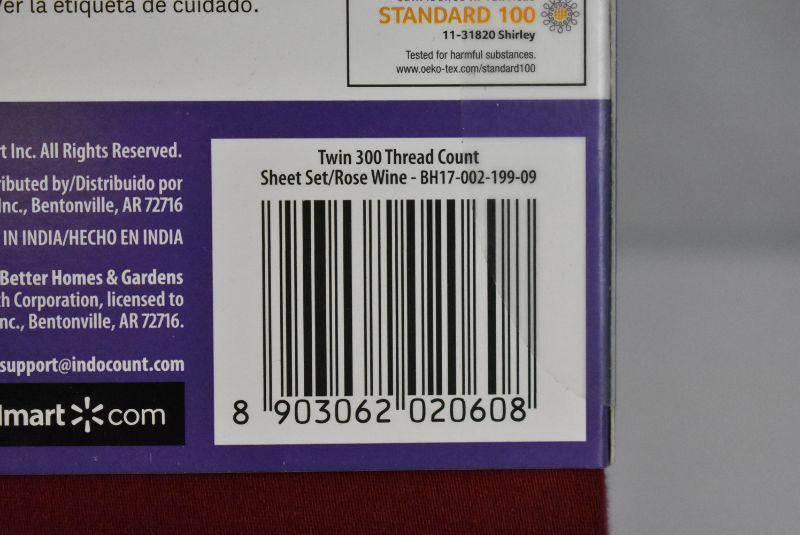 er la etiqueta de cuidado.
STANDARD 100
11-31820 Shirley
Tested for harmful substances.
www.oeko-tex.com/standard100
t Inc. All Rights Reserved.
ributed by/Distribuido por
Inc., Bentonville, AR 72716
IN INDIA/HECHO EN INDIA
Better Homes & Gardens
th Corporation, licensed to
nc., Bentonville, AR 72716.
support@indocount.com
lmart com
Twin 300 Thread Count
Sheet Set/Rose Wine - BH17-002-199-09
8 903062 020608